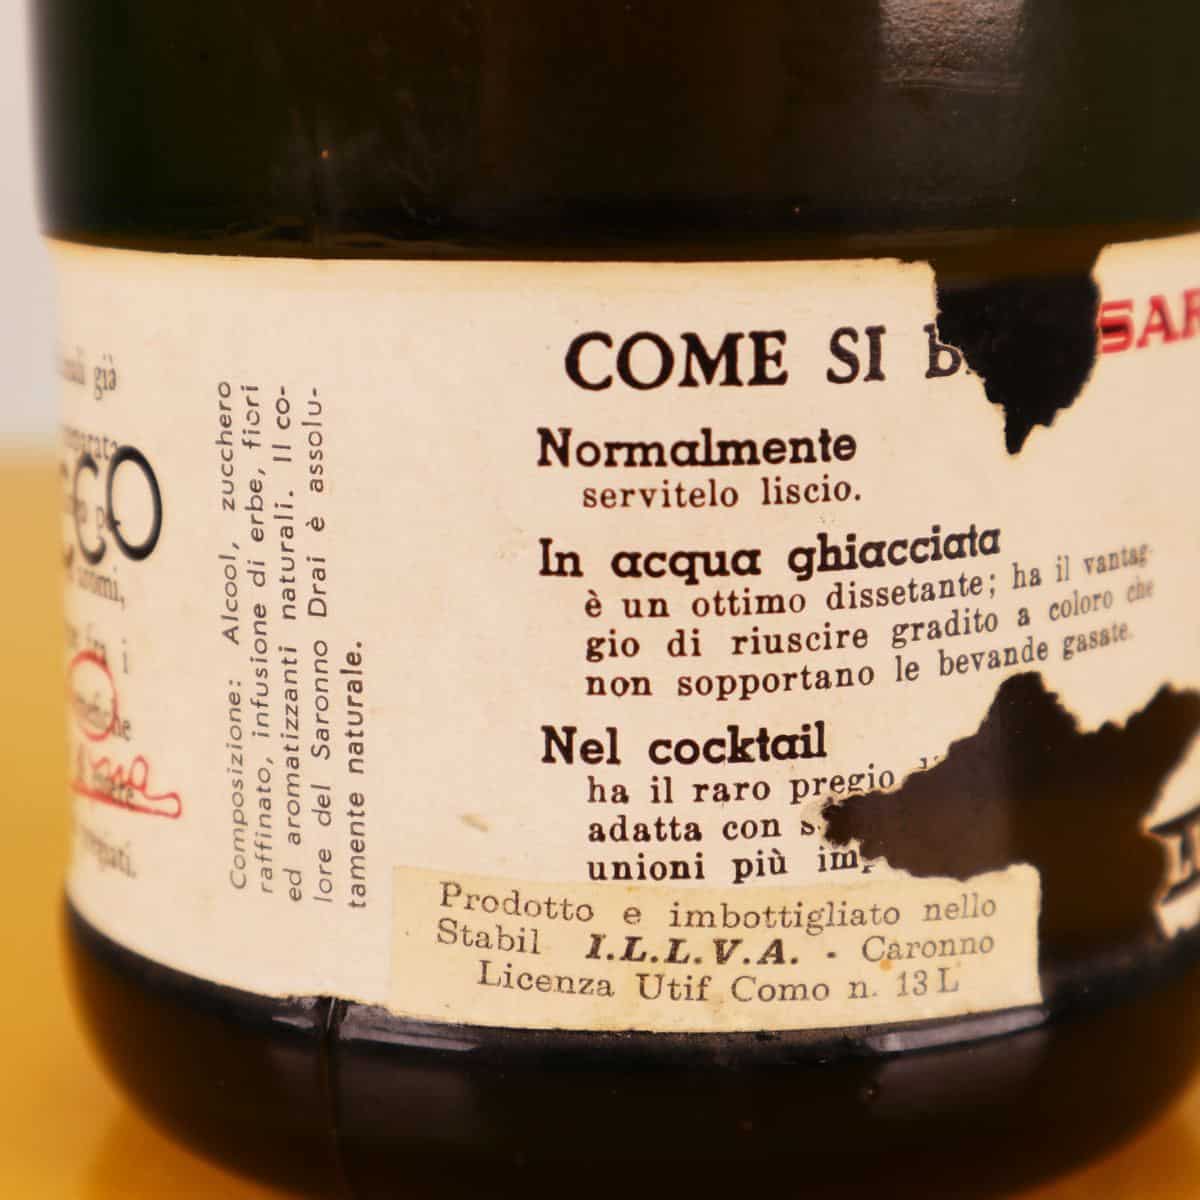 già
CO
aromi,
fra i
Composizione: Alcool, zucchero
raffinato, infusione di erbe, fiori
ed aromatizzanti naturali. Il co-
lore del Saronno Drai è assolu-
tamente naturale.
COME SI
Normalmente
servitelo liscio.
In acqua ghiacciata
è un ottimo dissetante; ha il vantag-
gio di riuscire gradito a coloro che
non sopportano le bevande gasate.
Nel cocktail
ha il raro pregio
adatta con
unioni più
Prodotto e imbottigliato nello
Stabil I.L.L.V.A. - Caronno
Licenza Utif Como n. 13 L
SAR